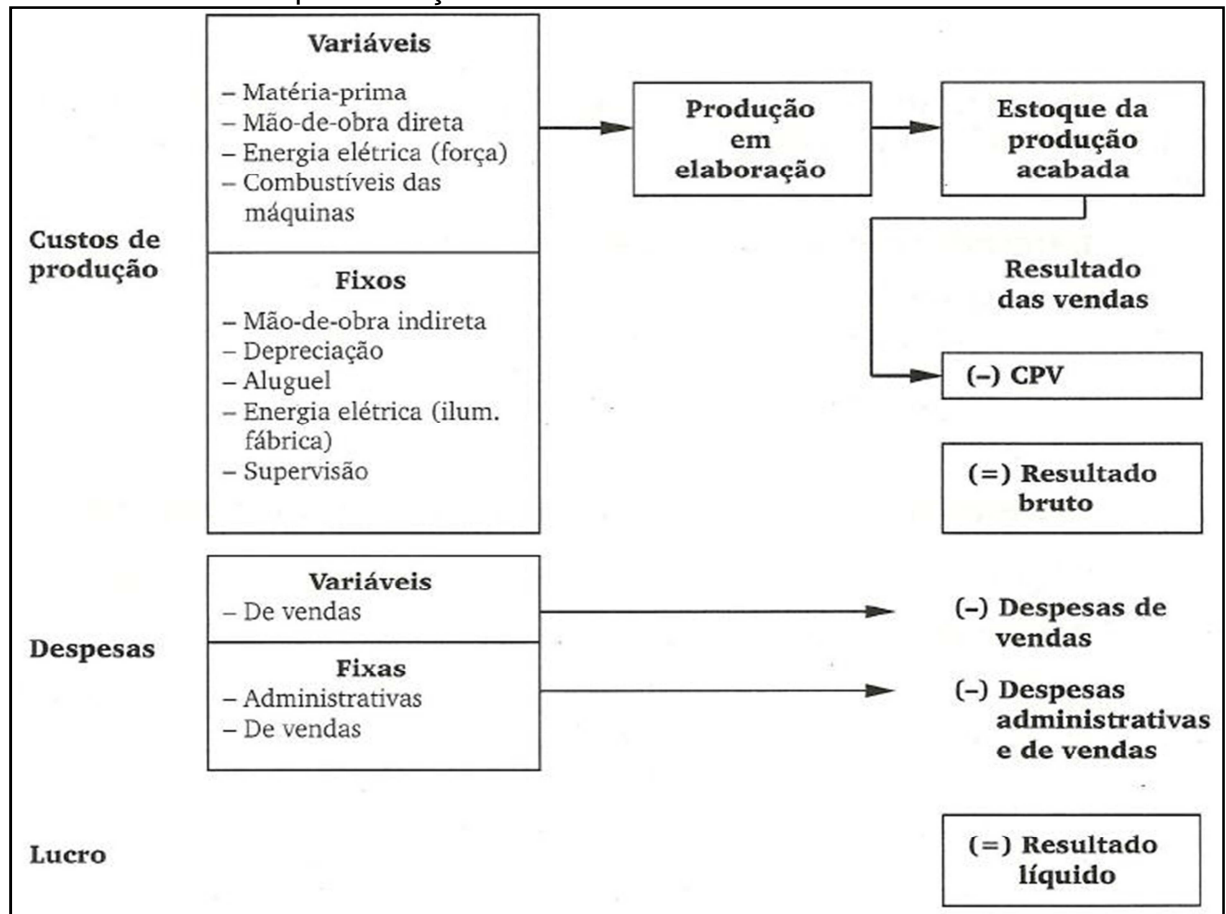 Variáveis
– Matéria-prima
– Mão-de-obra direta
– Energia elétrica (força)
– Combustíveis das
máquinas
Produção
em
elaboração
Estoque da
produção
acabada
Custos de
produção
Fixos
– Mão-de-obra indireta
– Depreciação
– Aluguel
– Energia elétrica (ilum.
fábrica)
– Supervisão
Resultado
das vendas
(–) CPV
(=) Resultado
bruto
Despesas
Variáveis
– De vendas
(–) Despesas de
vendas
Fixas
– Administrativas
– De vendas
(–) Despesas
administrativas
e de vendas
Lucro
(=) Resultado
líquido